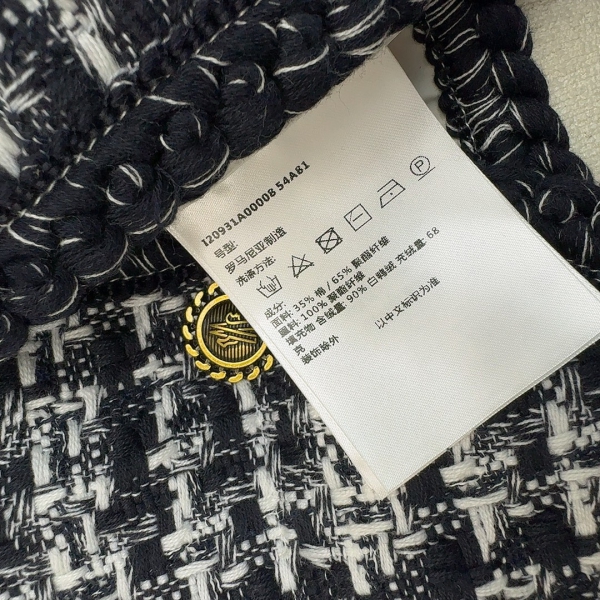 I20931A00008 54AB1
号型:
罗马尼亚制造
洗涤方法:
P
成分:
面料: 35% 棉 / 65% 聚酯纤维
里料: 100% 聚酯纤维
填充物 含绒量: 90% 白鸭绒 充绒量: 68
克
装饰除外
以中文标识为准